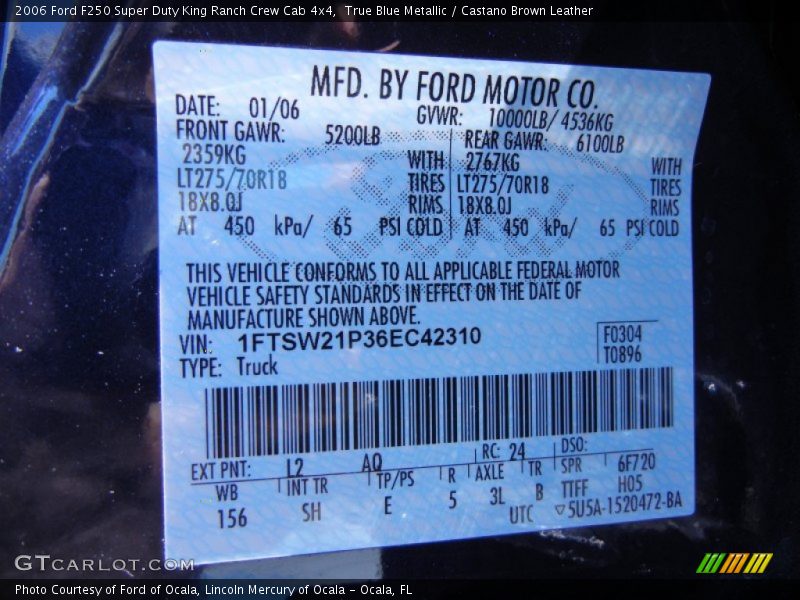 2006 Ford F250 Super Duty King Ranch Crew Cab 4x4,  True Blue Metallic / Castano Brown Leather
MFD. BY FORD MOTOR CO.
DATE: 01/06 GVWR: 10000LB/ 4536KG
FRONT GAWR: 5200LB REAR GAWR: 6100LB
2359KG WITH 2767KG WITH
LT275/70R18 TIRES LT275/70R18 TIRES
18X8.0J RIMS 18X8.0J RIMS
AT 450 kPa/ 65 PSI COLD AT 450 kPa/ 65 PSI COLD
THIS VEHICLE CONFORMS TO ALL APPLICABLE FEDERAL MOTOR
VEHICLE SAFETY STANDARDS IN EFFECT ON THE DATE OF
MANUFACTURE SHOWN ABOVE.
VIN: 1FTSW21P36EC42310 F0304
TYPE: Truck T0896
EXT PNT: L2 AQ RC: 24 DSO:
WB INT TR TP/PS R AXLE TR SPR 6F720
156 SH E 5 3L B TTFF H05
UTC ▽5U5A-1520472-BA
GTCARLOT.COM
Photo Courtesy of Ford of Ocala, Lincoln Mercury of Ocala - Ocala, FL